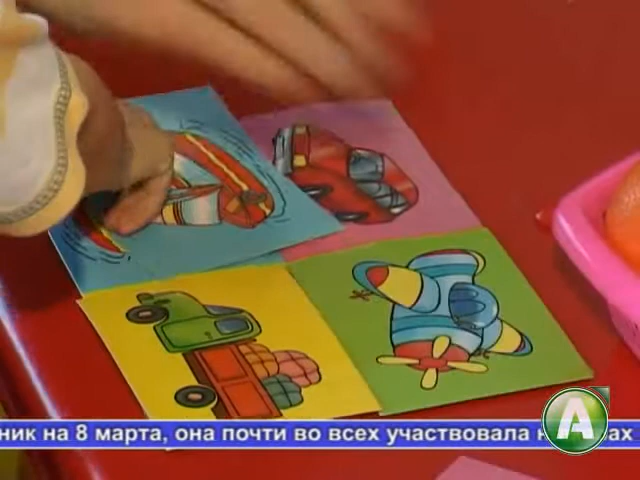 ник на 8 марта, она почти во всех участвовала
А